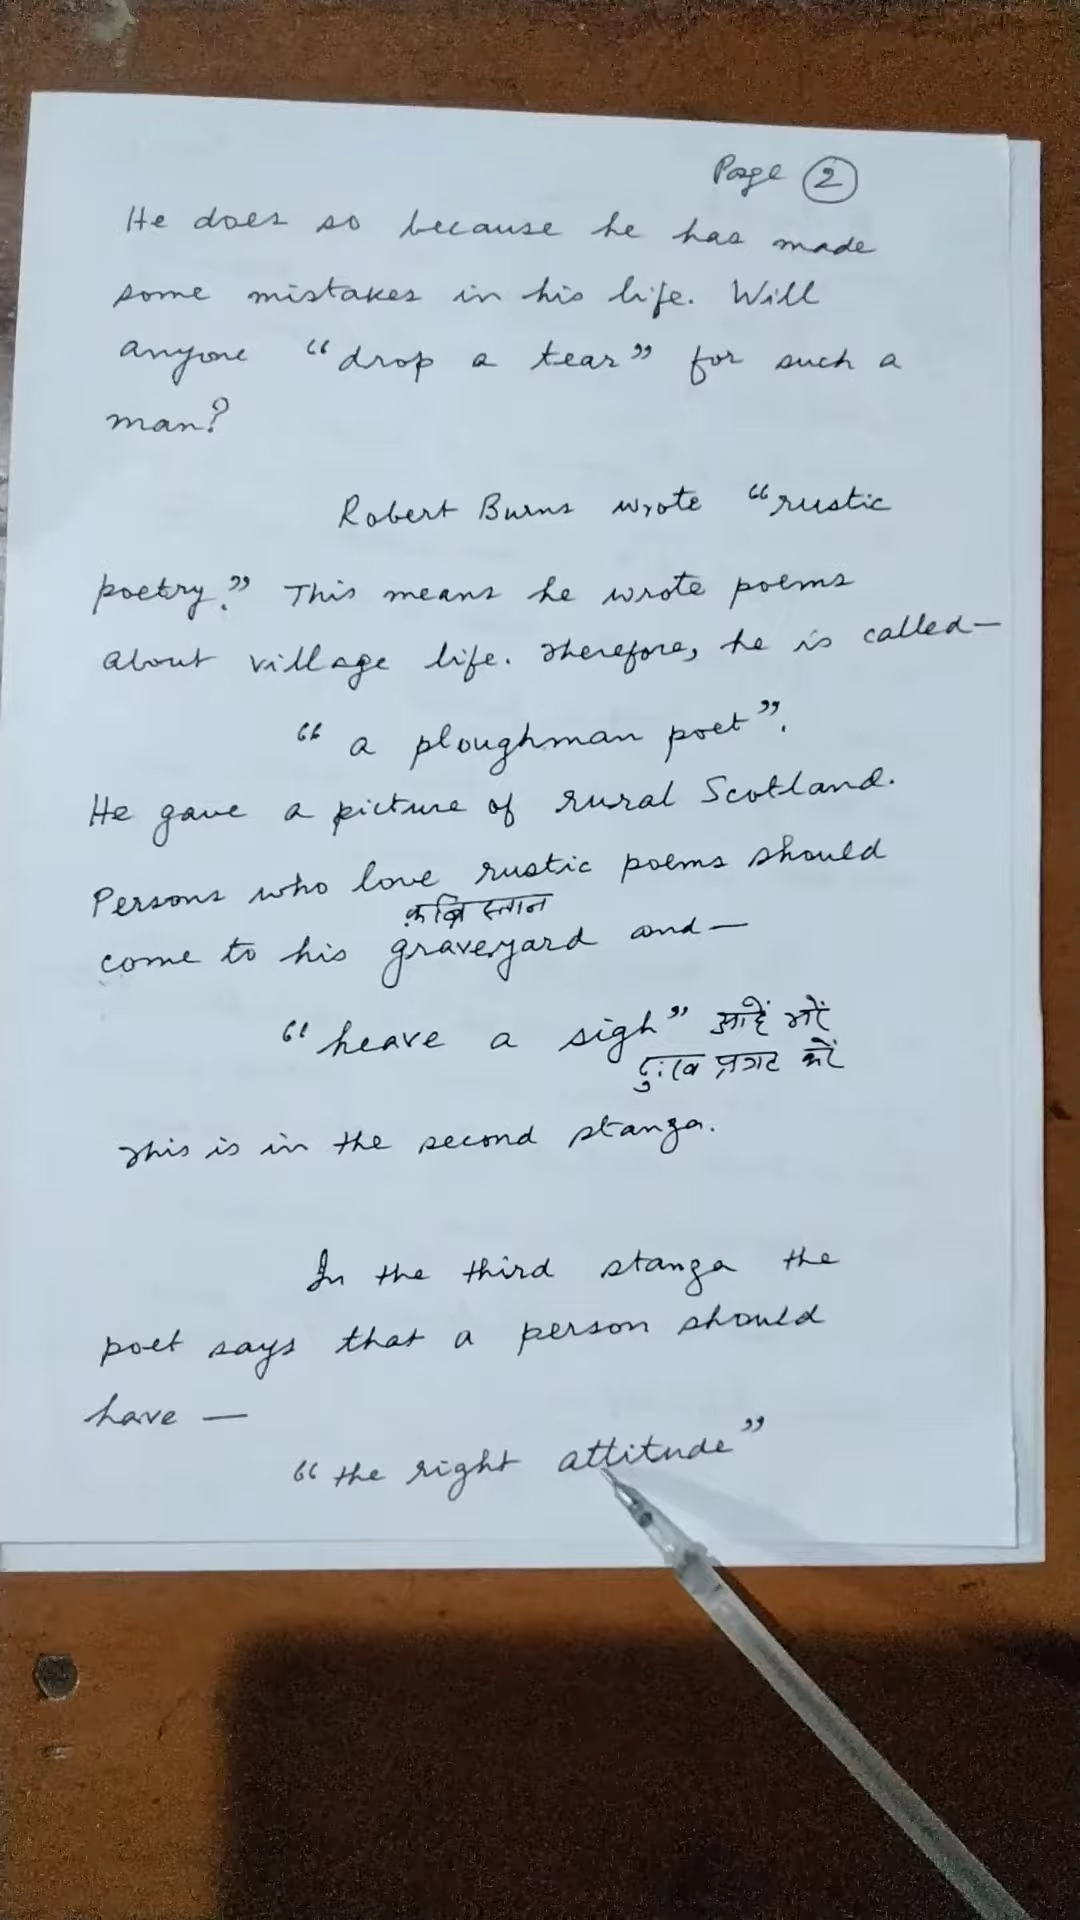 Page 2
He does so because he has made
some mistakes in his life. Will
anyone “drop a tear” for such a
man?
Robert Burns wrote “rustic
poetry.” This means he wrote poems
about village life. Therefore, he is called—
“a ploughman poet”.
He gave a picture of rural Scotland.
Persons who love rustic poems should
क़ब्रिस्तान
come to his graveyard and—
“heave a sigh” आहें भरें
दुःख प्रगट करें
This is in the second stanza.
In the third stanza the
poet says that a person should
have —
“the right attitude”